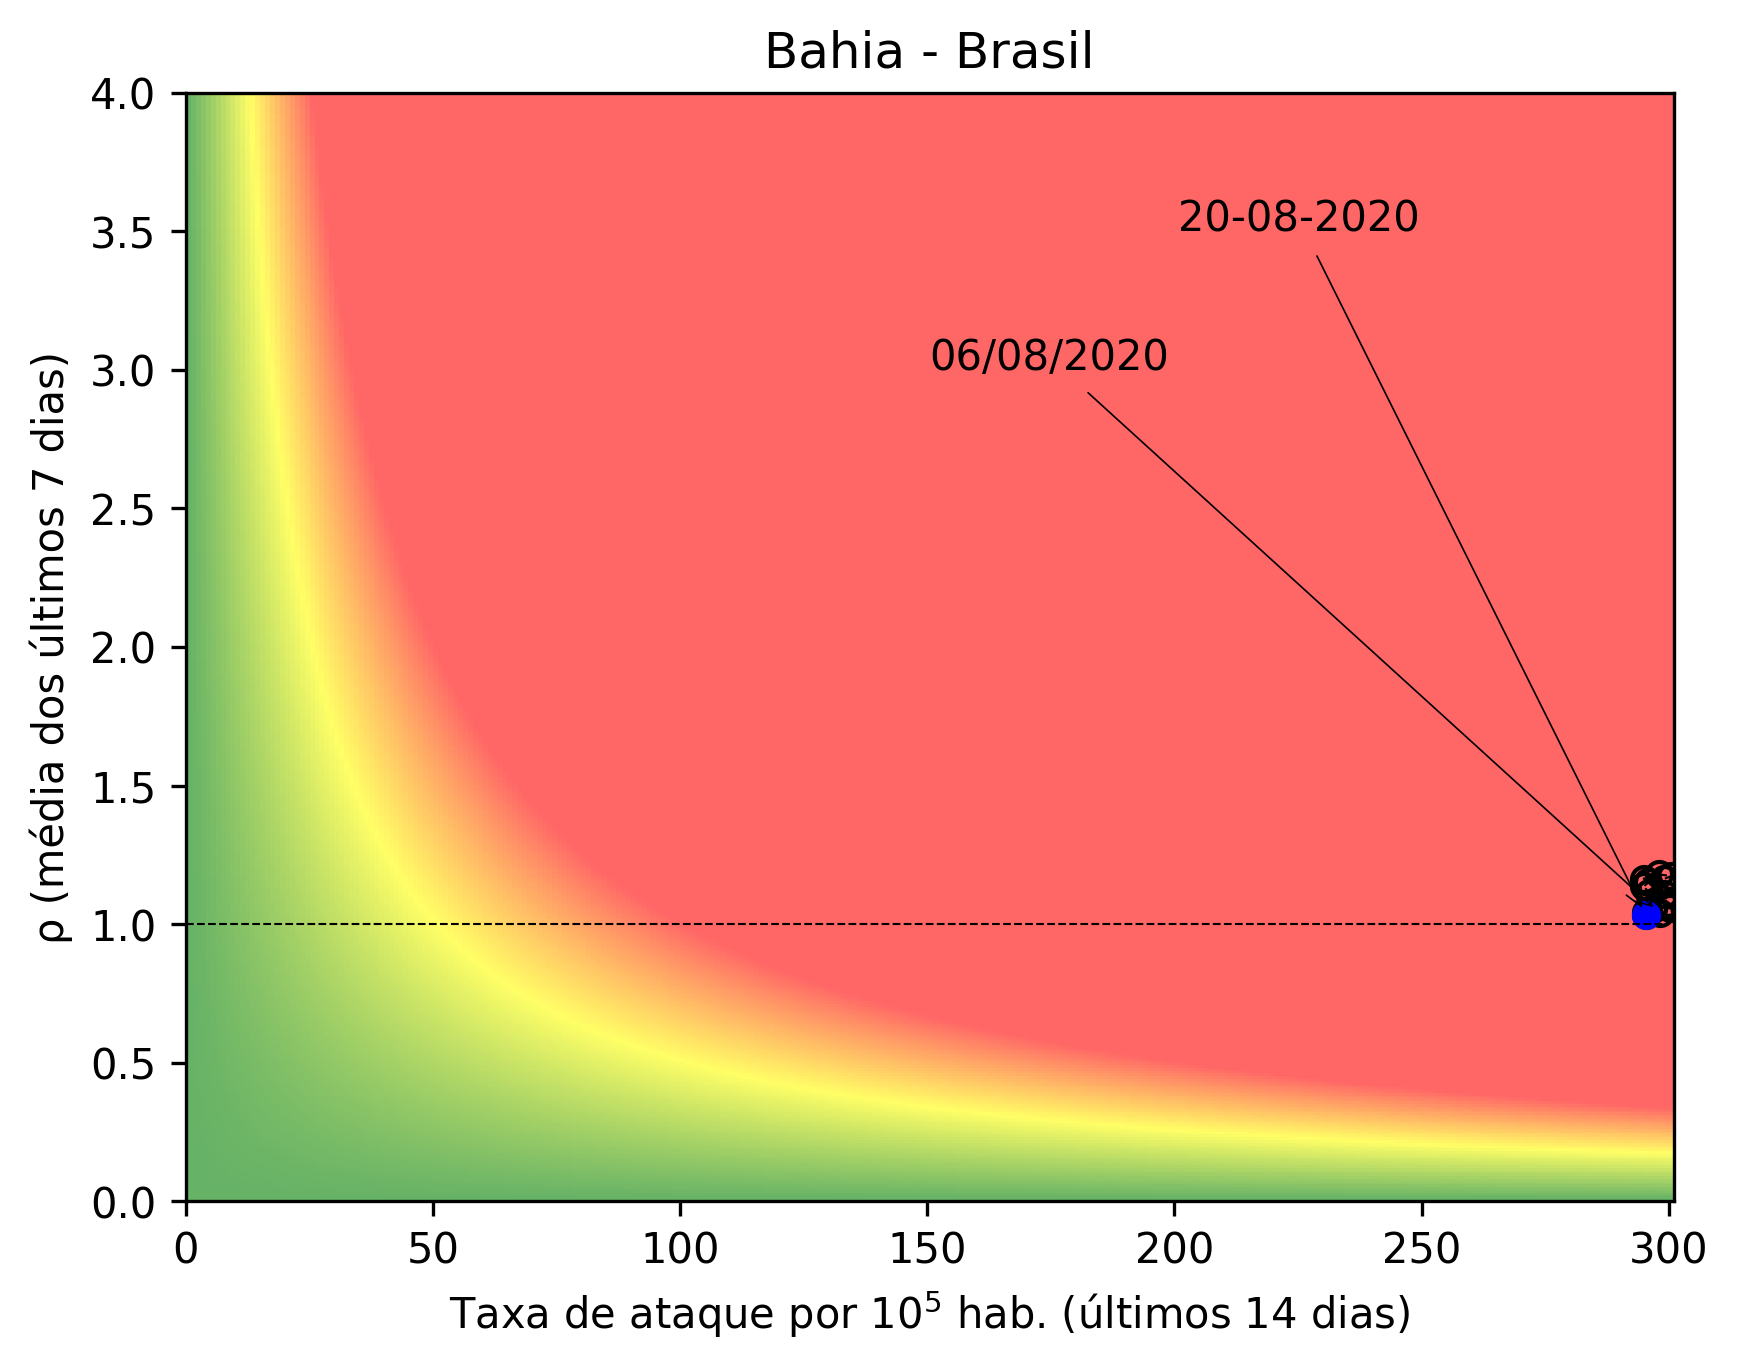 Bahia - Brasil
4.0
3.5
3.0
2.5
2.0
1.5
1.0
0.5
0.0
ρ (média dos últimos 7 dias)
20-08-2020
06/08/2020
0 50 100 150 200 250 300
Taxa de ataque por 10⁵ hab. (últimos 14 dias)